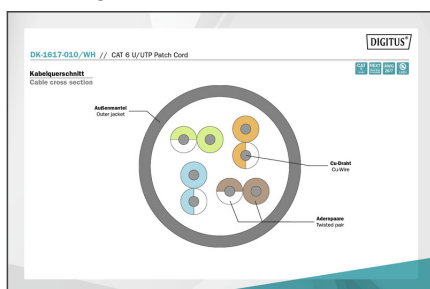 DIGITUS®
DK-1617-010/WH // CAT 6 U/UTP Patch Cord
Kabelquerschnitt
Cable cross section
Außenmantel
Outer jacket
Cu-Draht
Cu-Wire
Adernpaare
Twisted pair